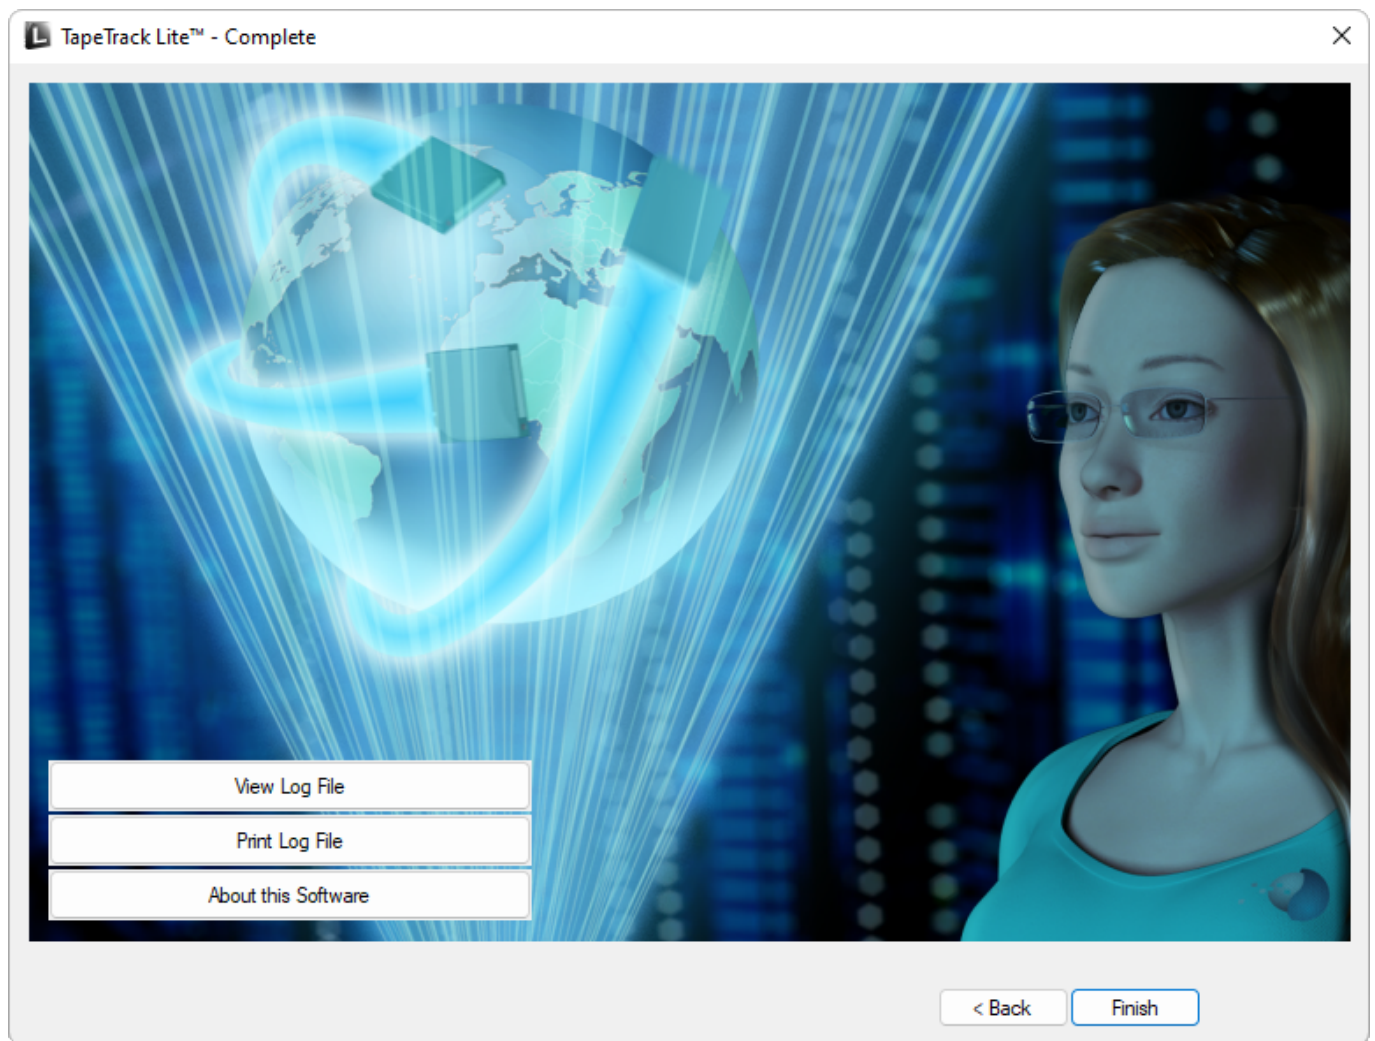 TapeTrack Lite™ - Complete
View Log File
Print Log File
About this Software
< Back
Finish